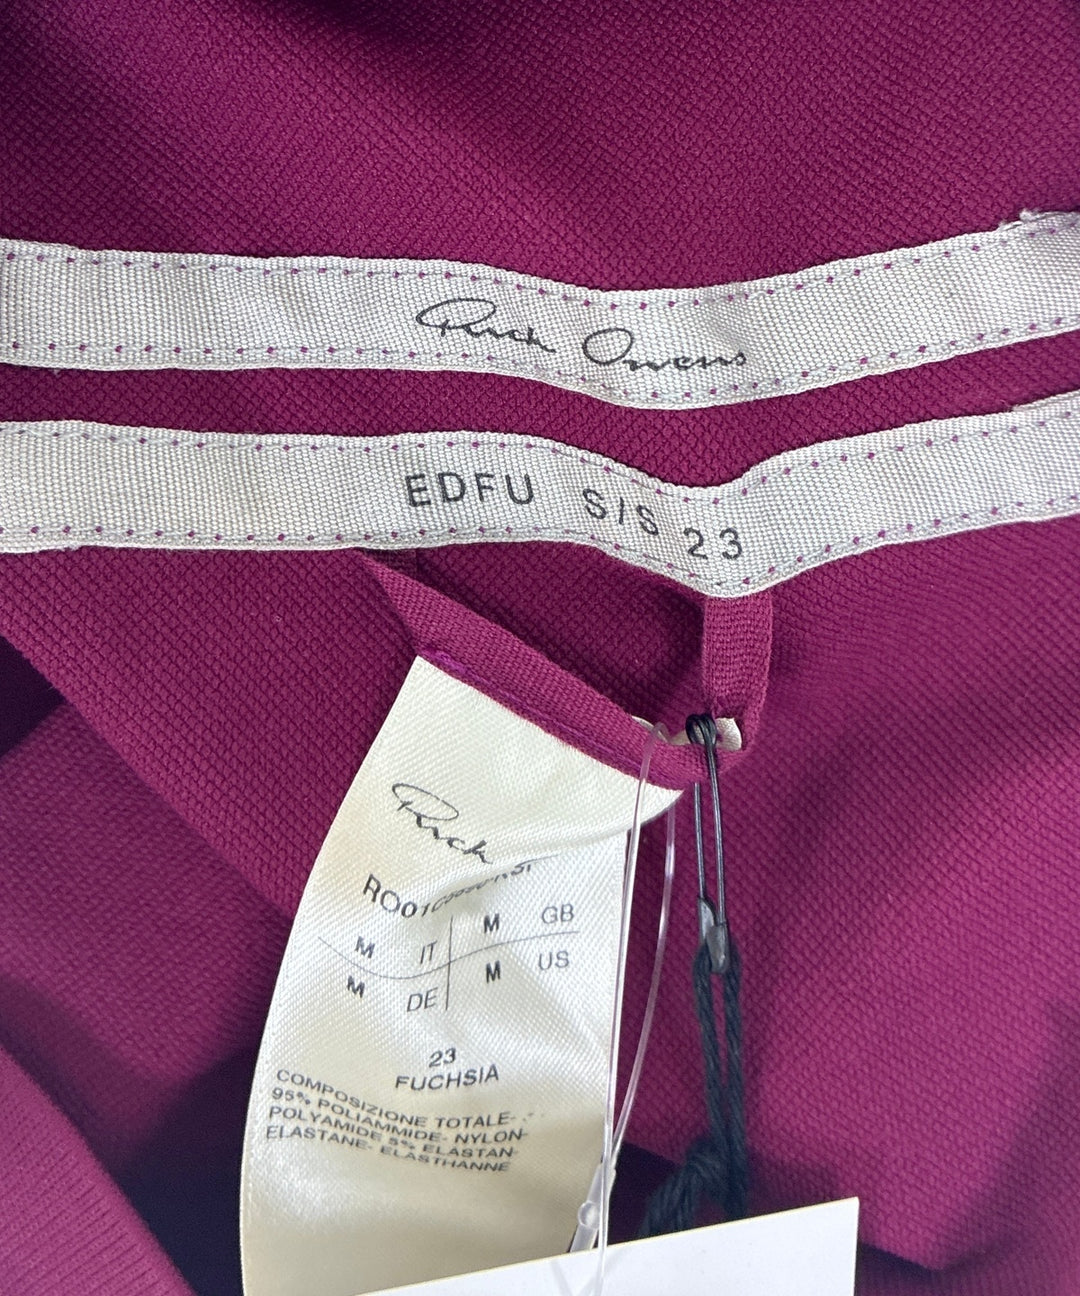 Rick Owens
EDFU SIS 23
Rick
M IT M GB
M DE M US
23
FUCHSIA
COMPOSIZIONE TOTALE-
95% POLIAMMIDE- NYLON-
POLYAMIDE 5% ELASTAN-
ELASTANE- ELASTHANNE